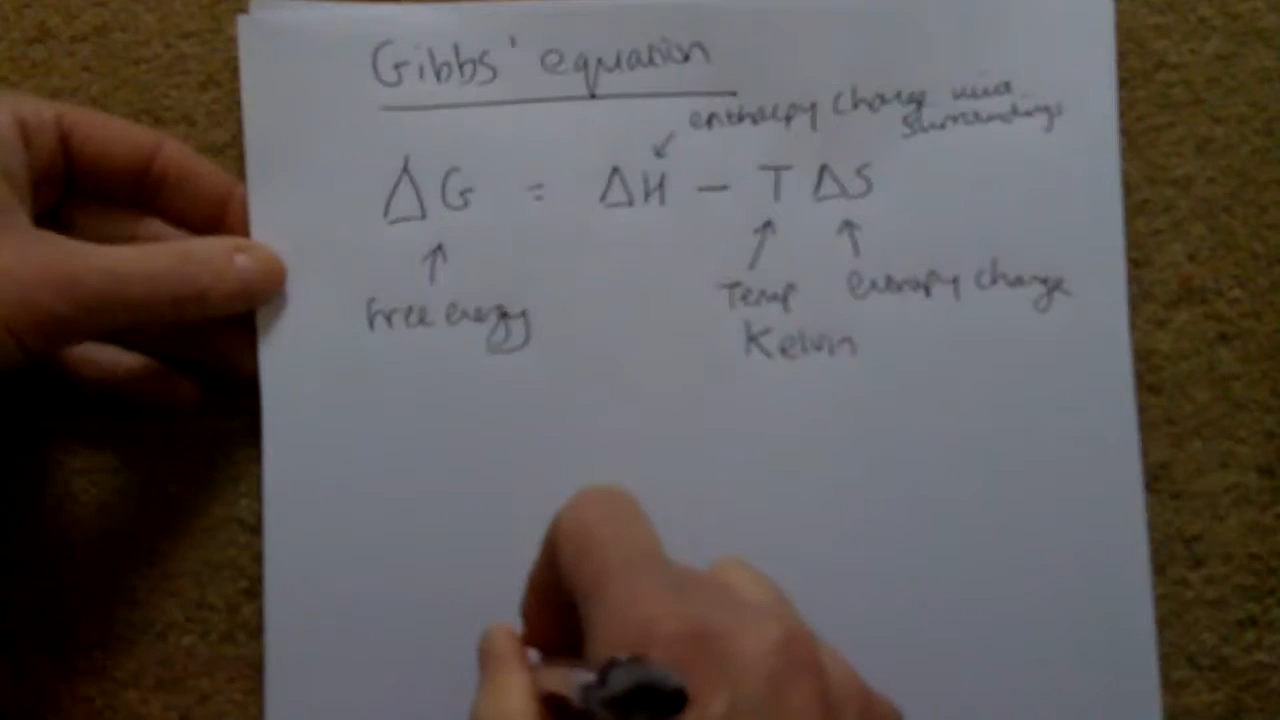 Gibbs' equation
enthalpy change with
surroundings
ΔG = ΔH – TΔS
Free energy
Temp
Kelvin
entropy change